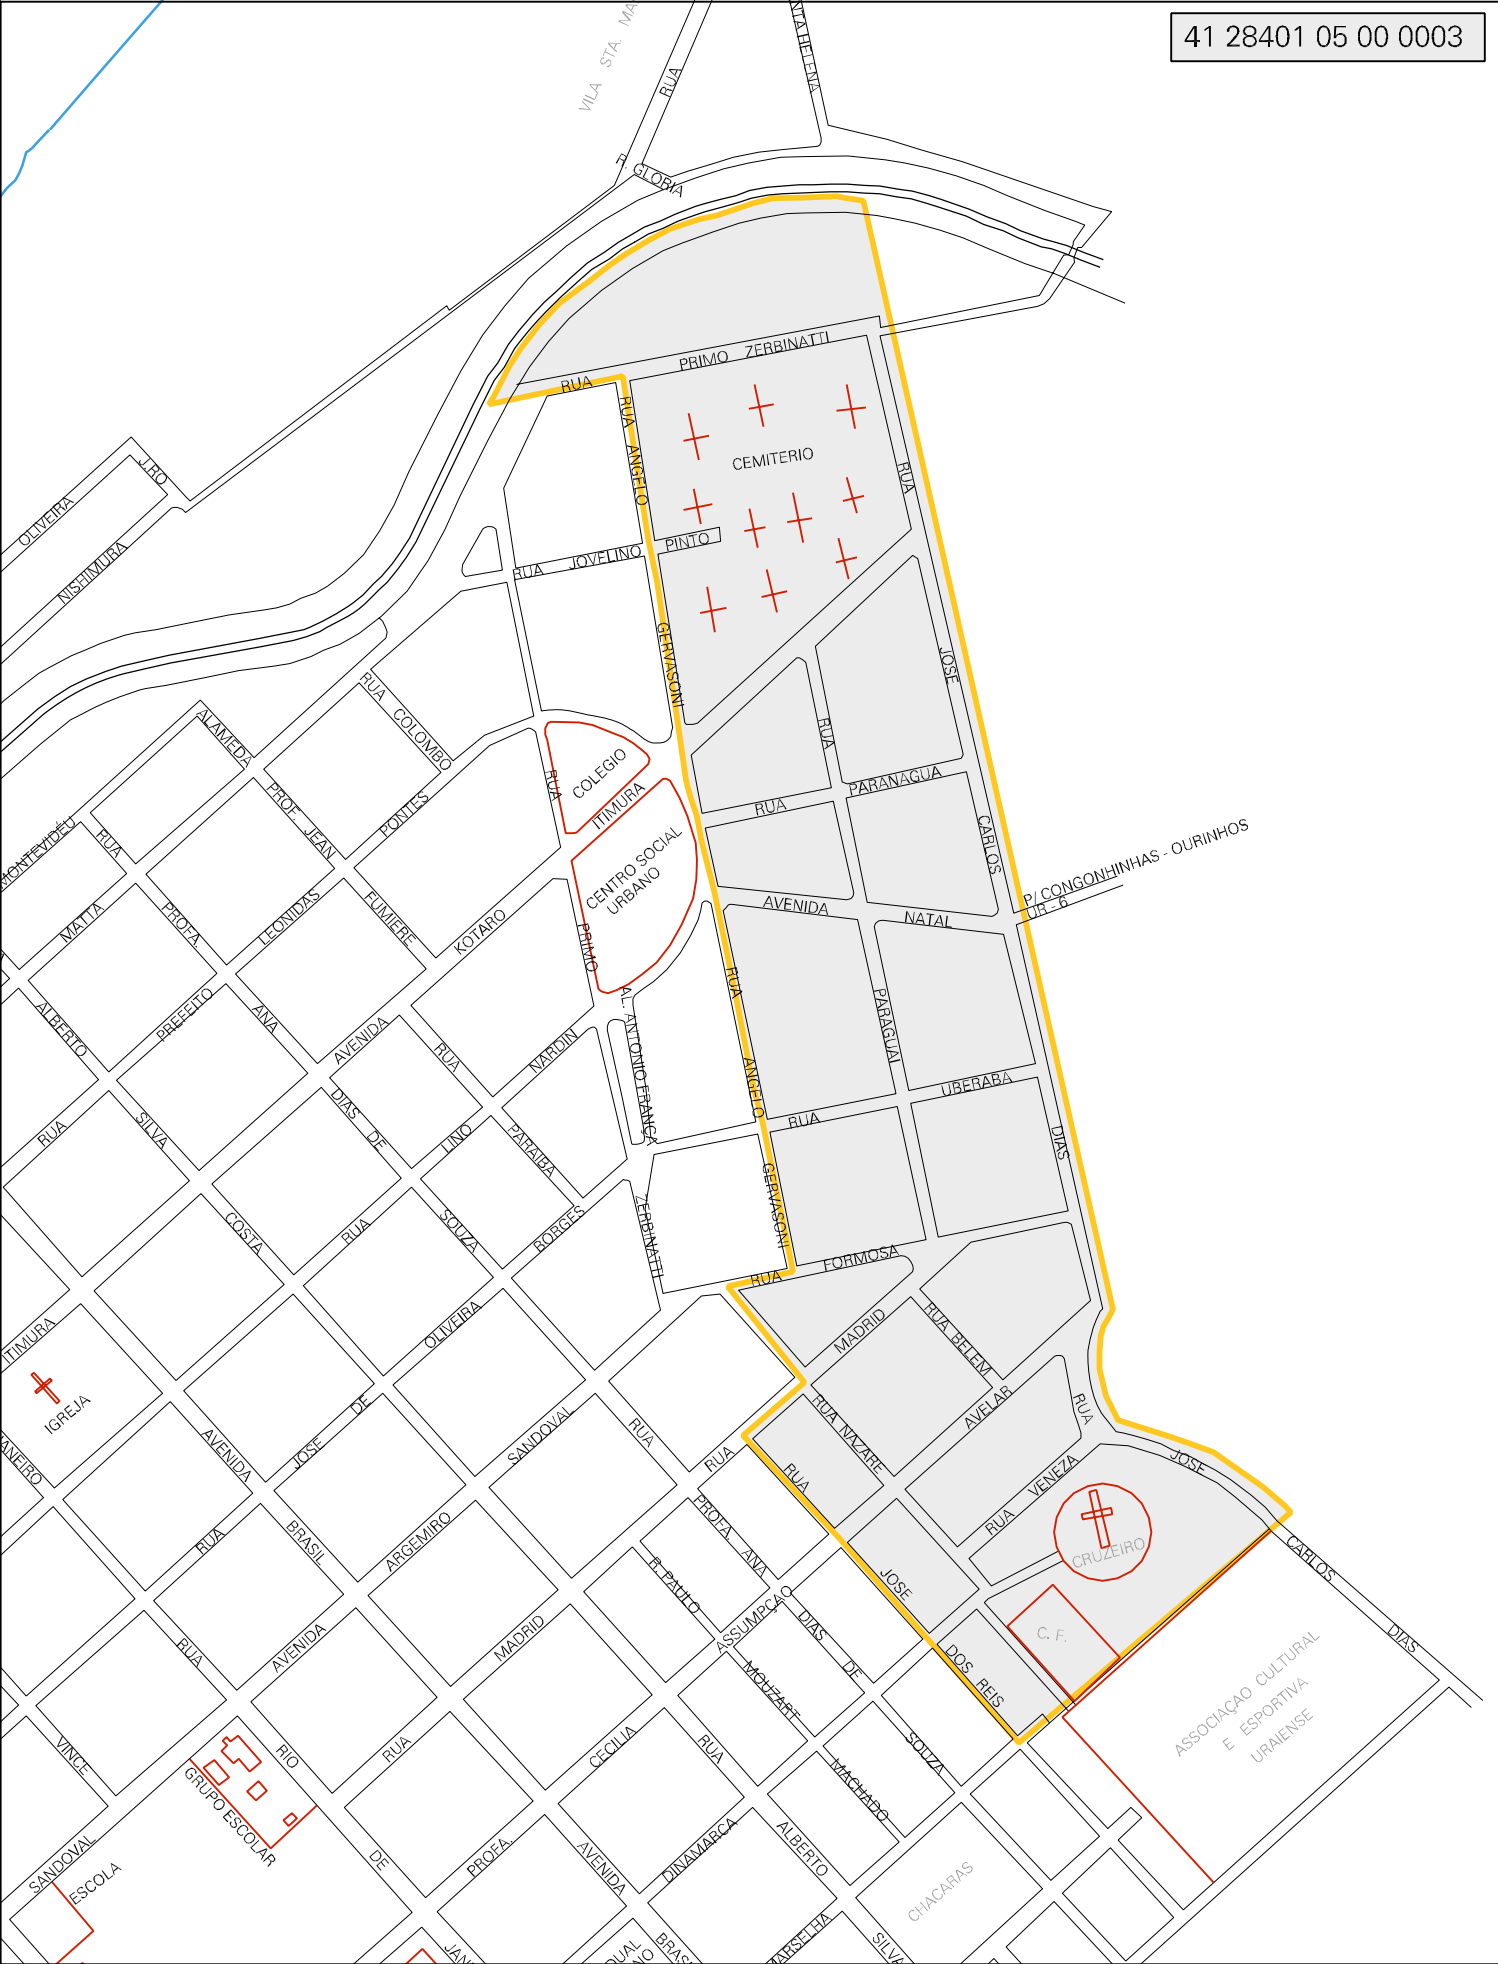 41 28401 05 00 0003
VILA STA.
RUA
R. GLORIA
PRIMO ZERBINATTI
RUA
RUA
ANGELO
CEMITERIO
RUA
J.RO
OLIVEIRA
NISHIMURA
PINTO
RUA JOVELINO
GERVASONI
JOSE
RUA COLOMBO
ALAMEDA
RUA
PARANAGUA
RUA
COLEGIO
RUA
ITIMURA
PROF. JEAN
PONTES
MONTEVIDÉU
RUA
CARLOS
P/ CONGONHINHAS - OURINHOS
UR - 6
CENTRO SOCIAL
URBANO
AVENIDA
NATAL
MATTA
PROFA.
LEONIDAS
FUMIERE
KOTARO
PRIMO
RUA
PARAGUAI
ALBERTO
PREFEITO
ANA
AVENIDA
RUA
NARDIN
AL. ANTONIO FRANÇA
ANGELO
UBERABA
RUA
RUA
SILVA
DIAS DE
LINO
PARAIBA
DIAS
GERVASONI
ZERBINATTI
COSTA
RUA
SOUZA
BORGES
FORMOSA
RUA
ITIMURA
OLIVEIRA
MADRID
RUA BELEM
IGREJA
AVENIDA
JOSE DE
SANDOVAL
RUA
RUA
RUA NAZARE
AVELAR
RUA
RUA
RUA VENEZA
JOSE
RUA
BRASIL
ARGEMIRO
PROFA. ANA
CRUZEIRO
CARLOS
DIAS
R. PAULO
ASSUMPÇAO
JOSE
C. F.
DIAS DE
RUA
AVENIDA
MADRID
MOUZART
DOS REIS
ASSOCIAÇAO CULTURAL
E ESPORTIVA
URAIENSE
VINCE
RIO
RUA
CECILIA
RUA
SOUZA
MACHADO
GRUPO ESCOLAR
DE
PROFA.
AVENIDA
DINAMARCA
ALBERTO
SANDOVAL
ESCOLA
CHACARAS
SILVA